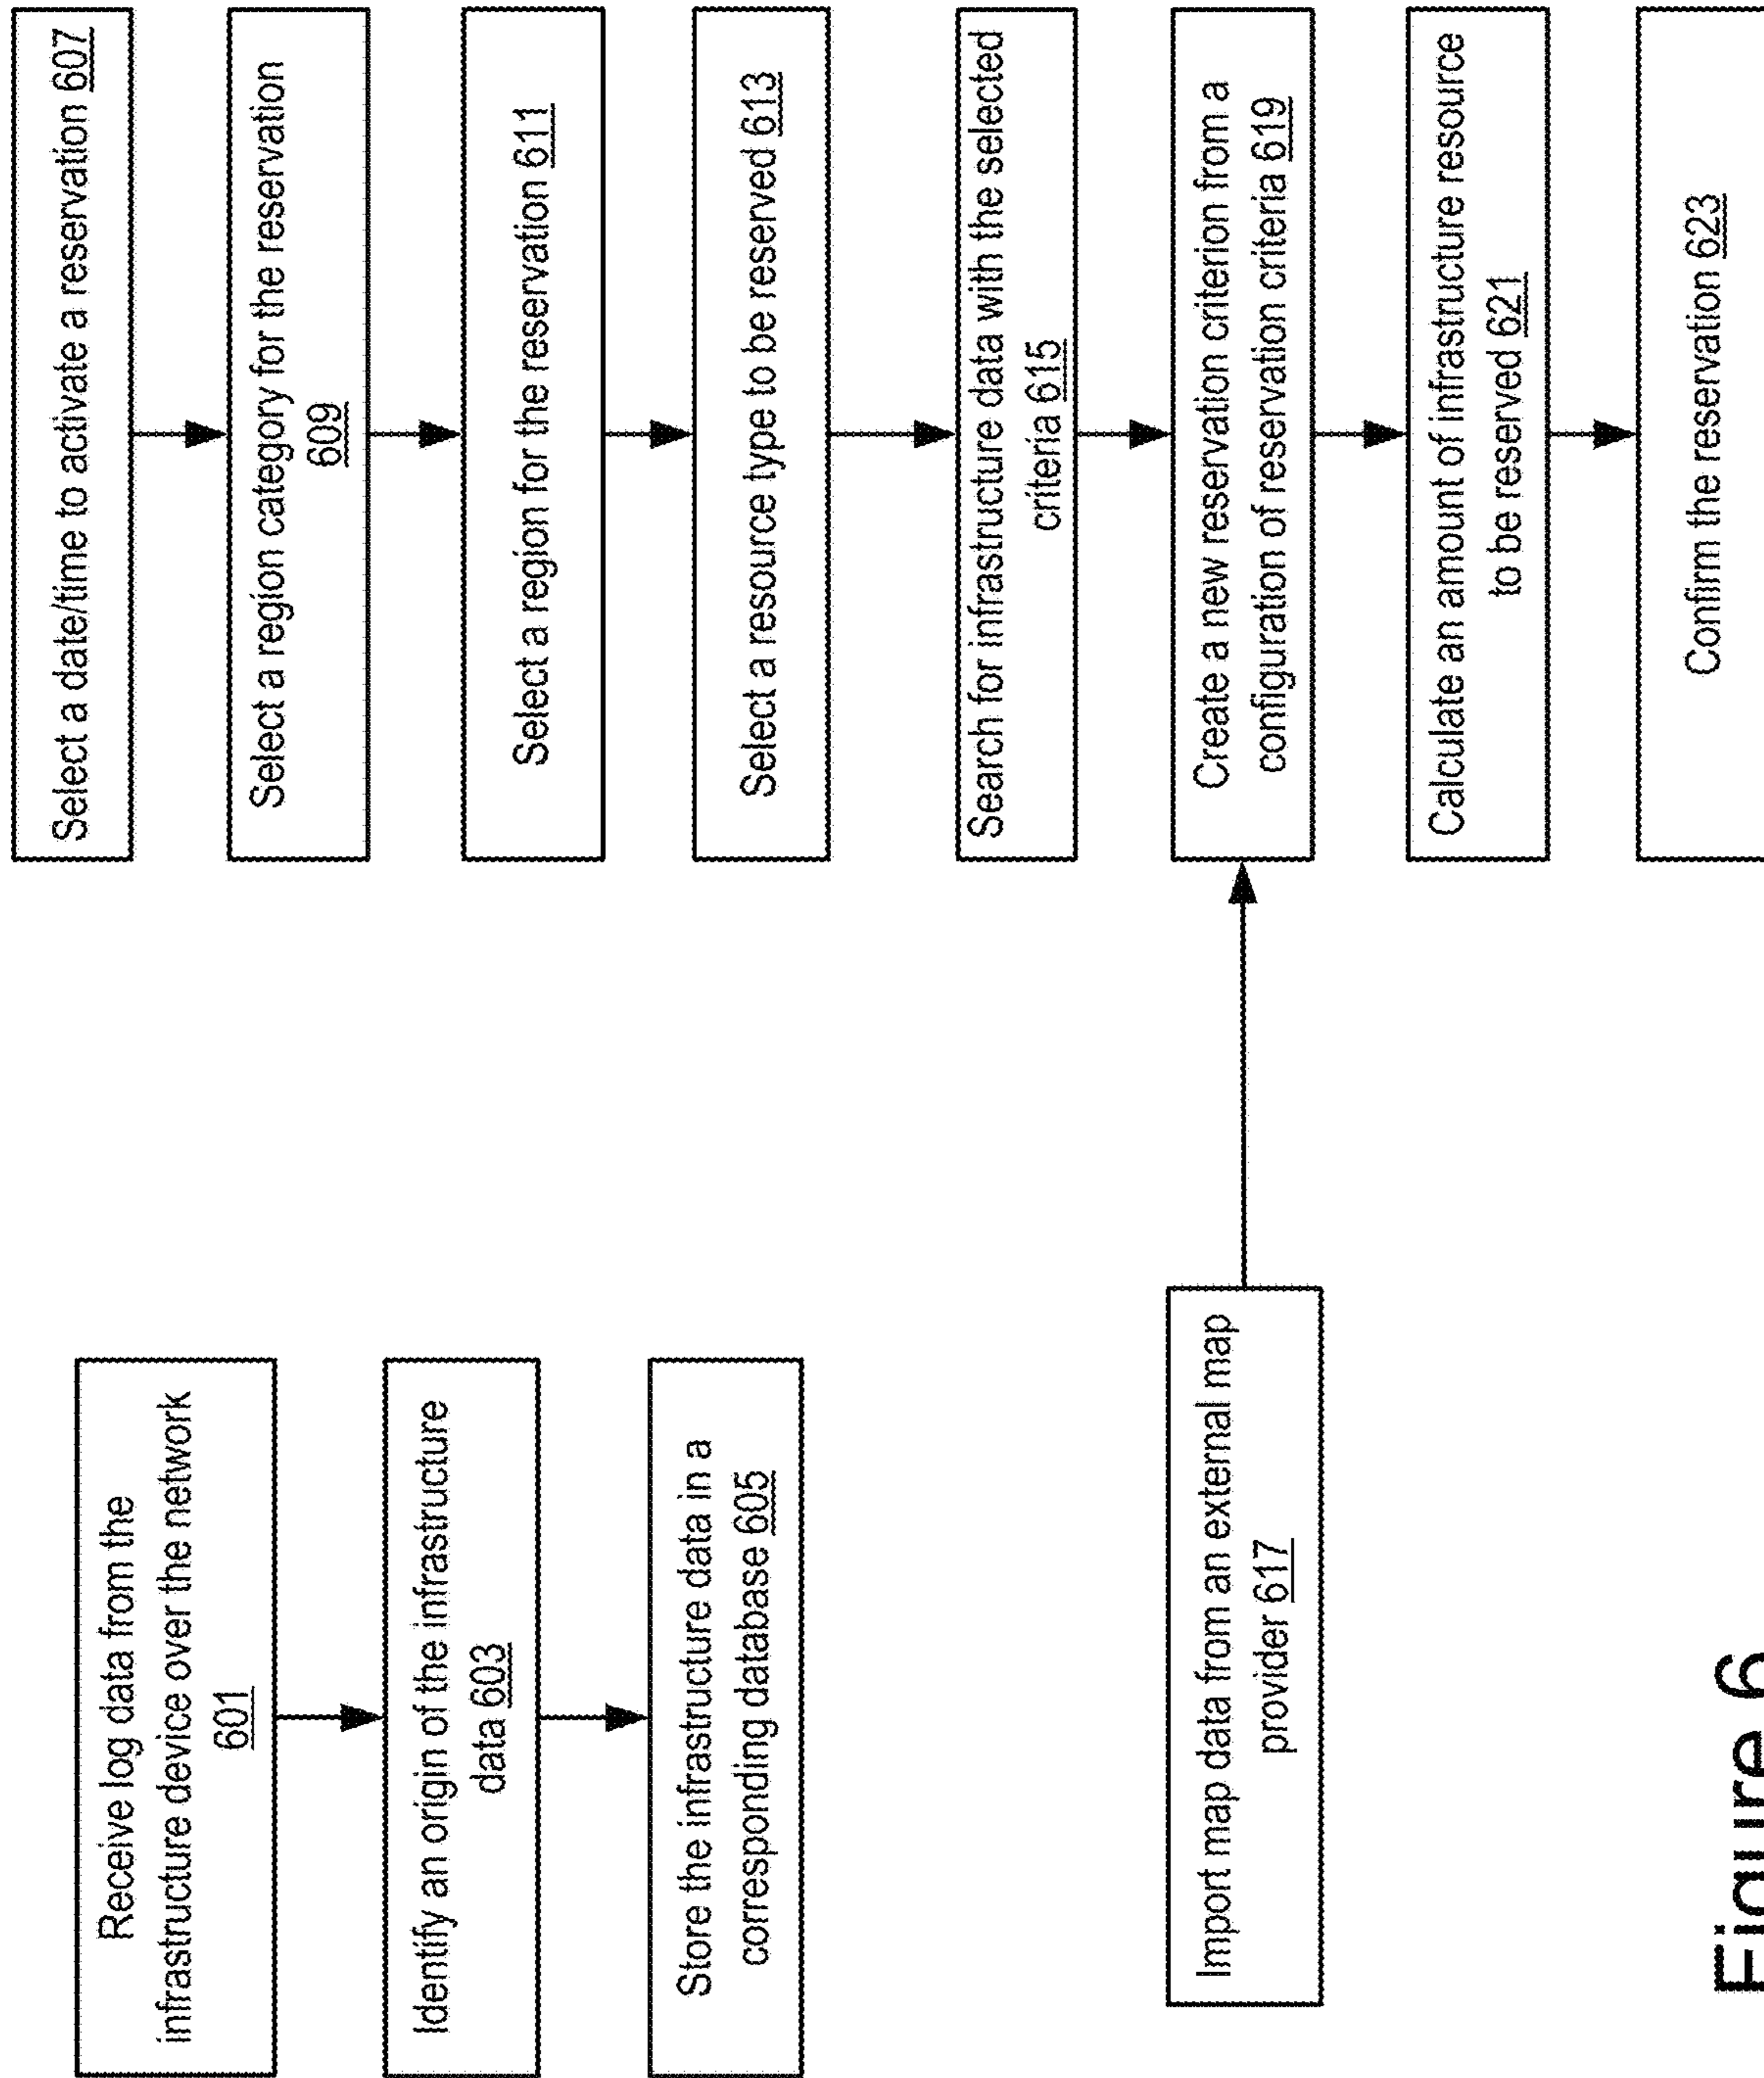 Receive log data from the
infrastructure device over the network
601
Identify an origin of the infrastructure
data 603
Store the infrastructure data in a
corresponding database 605
Import map data from an external map
provider 617
Select a date/time to activate a reservation 607
Select a region category for the reservation
609
Select a region for the reservation 611
Select a resource type to be reserved 613
Search for infrastructure data with the selected
criteria 615
Create a new reservation criterion from a
configuration of reservation criteria 619
Calculate an amount of infrastructure resource
to be reserved 621
Confirm the reservation 623
Figure 6